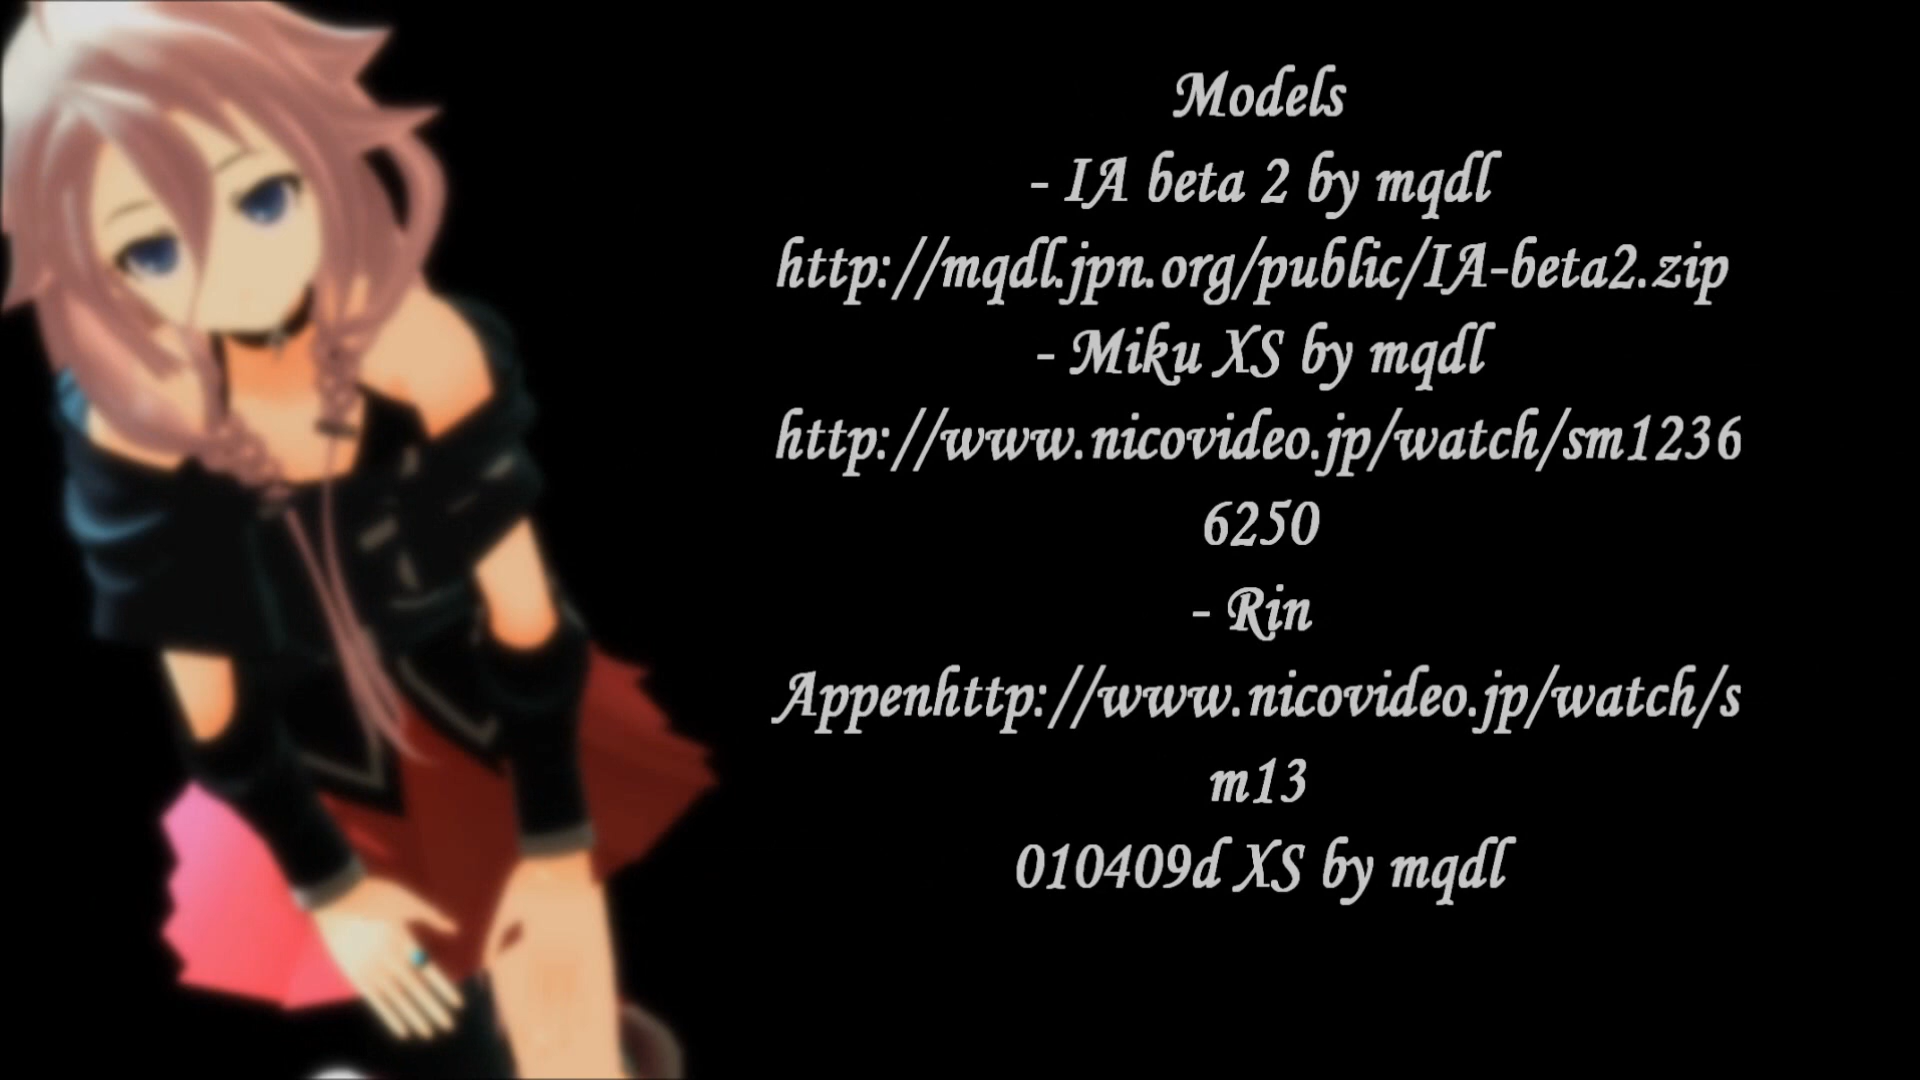 Models
- IA beta 2 by mqdl
http://mqdl.jpn.org/public/IA-beta2.zip
- Miku XS by mqdl
http://www.nicovideo.jp/watch/sm1236
6250
- Rin
Appenhttp://www.nicovideo.jp/watch/s
m13
010409d XS by mqdl